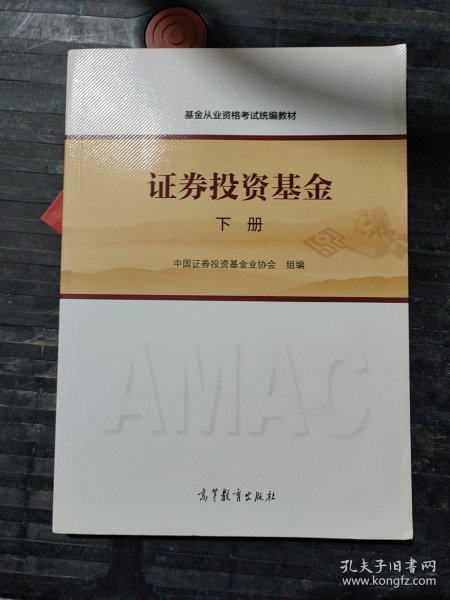 基金从业资格考试统编教材
证券投资基金
下册
中国证券投资基金业协会 组编
AMAC
高等教育出版社
孔夫子旧书网
www.kongfz.com